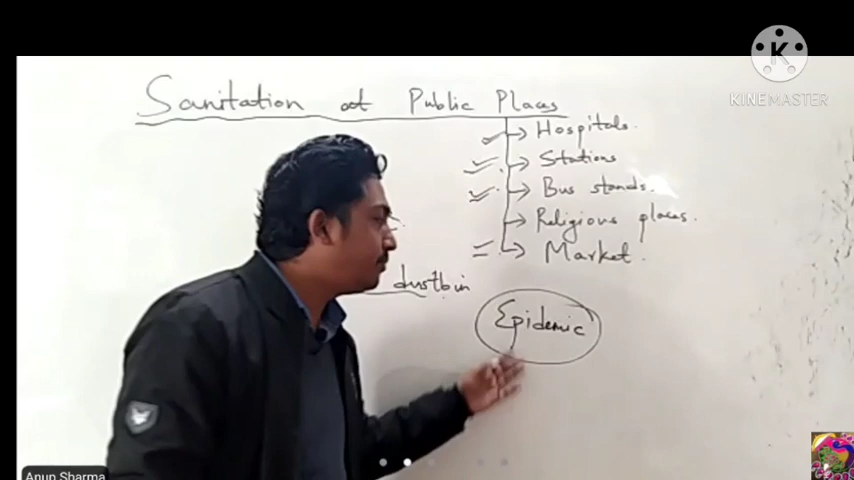 KINEMASTER
Sanitation at Public Places
Hospitals.
Stations
Bus stands.
Religious places.
Market.
dustbin
Epidemic
Anup Sharma